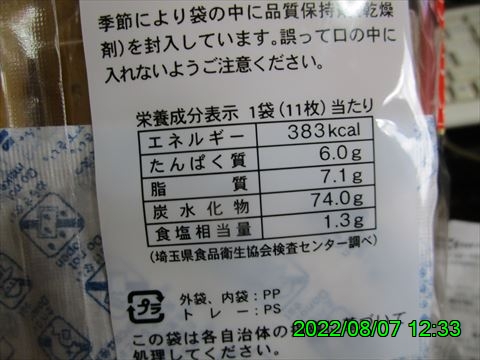 季節により袋の中に品質保持剤(乾燥
剤)を封入しています。誤って口の中に
入れないようご注意ください。
栄養成分表示 1袋(11枚)当たり
エネルギー 383kcal
たんぱく質 6.0g
脂質 7.1g
炭水化物 74.0g
食塩相当量 1.3g
(埼玉県食品衛生協会検査センター調べ)
プラ
外袋、内袋:PP
トレー:PS
この袋は各自治体の
処理してください。
2022/08/07 12:33